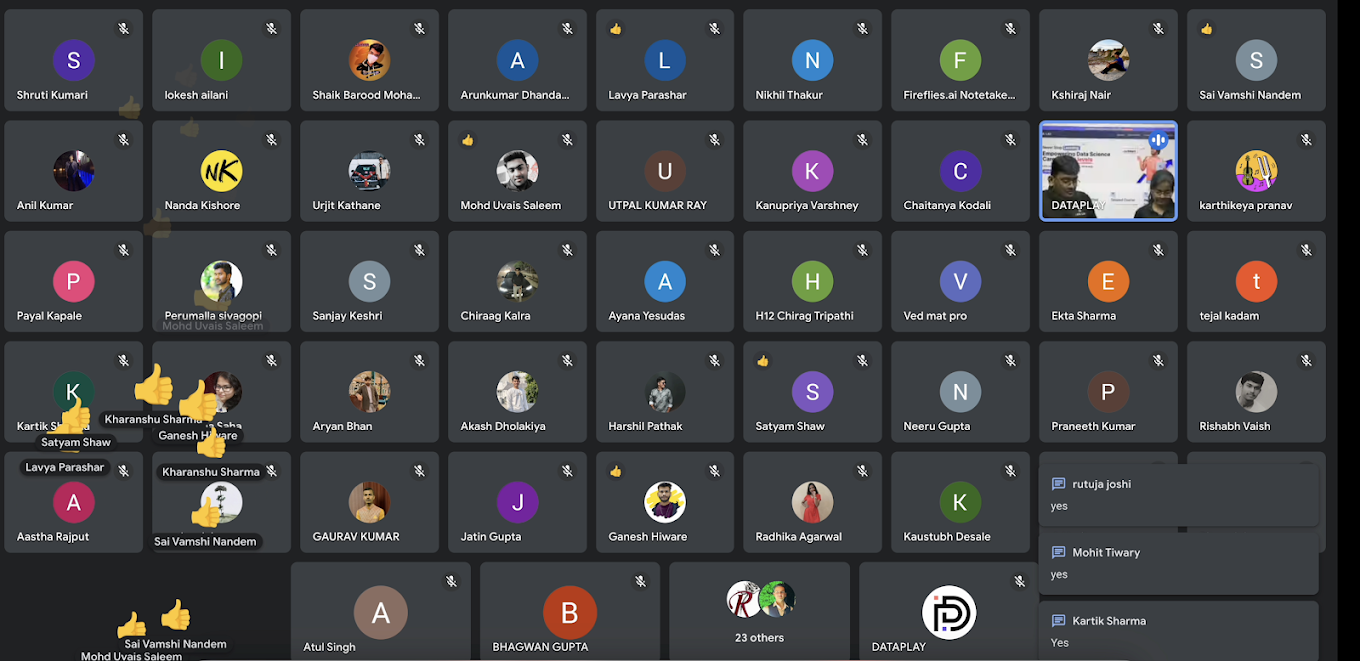 S
I
A
L
N
F
S
Shruti Kumari
lokesh ailani
Shaik Barood Moha...
Arunkumar Dhanda...
Lavya Parashar
Nikhil Thakur
Fireflies.ai Notetake...
Kshiraj Nair
Sai Vamshi Nandem
NK
U
K
C
Empowering Data Science
Anil Kumar
Nanda Kishore
Urjit Kathane
Mohd Uvais Saleem
UTPAL KUMAR RAY
Kanupriya Varshney
Chaitanya Kodali
DATAPLAY
karthikeya pranav
P
S
A
H
V
E
t
Payal Kapale
Perumalla sivagopi
Sanjay Keshri
Chiraag Kalra
Ayana Yesudas
H12 Chirag Tripathi
Ved mat pro
Ekta Sharma
tejal kadam
Mohd Uvais Saleem
K
S
N
P
Kharanshu Sharma
Saha
Kartik
Aryan Bhan
Akash Dholakiya
Harshil Pathak
Satyam Shaw
Neeru Gupta
Praneeth Kumar
Rishabh Vaish
Ganesh Hiware
Satyam Shaw
Lavya Parashar
Kharanshu Sharma
A
J
K
Aastha Rajput
Sai Vamshi Nandem
GAURAV KUMAR
Jatin Gupta
Ganesh Hiware
Radhika Agarwal
Kaustubh Desale
rutuja joshi
yes
Mohit Tiwary
yes
Kartik Sharma
Yes
A
B
R
D
23 others
Atul Singh
BHAGWAN GUPTA
DATAPLAY
Sai Vamshi Nandem
Mohd Uvais Saleem